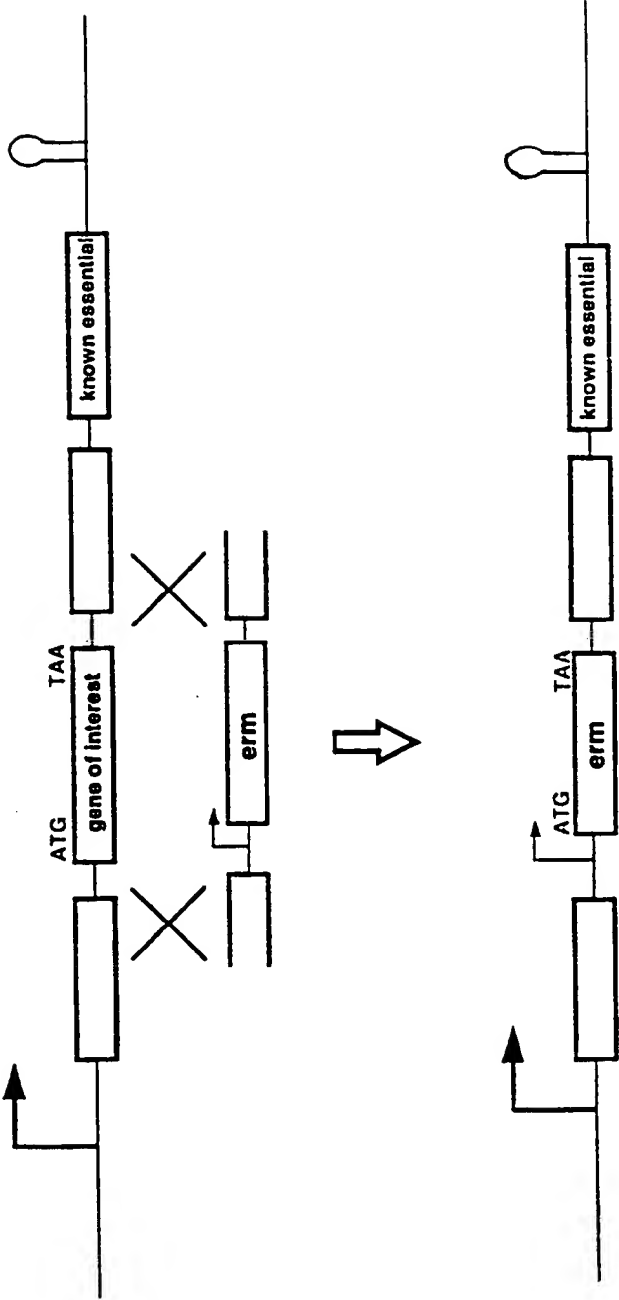 ATG TAA
gene of interest
known essential
erm
ATG TAA
erm
known essential